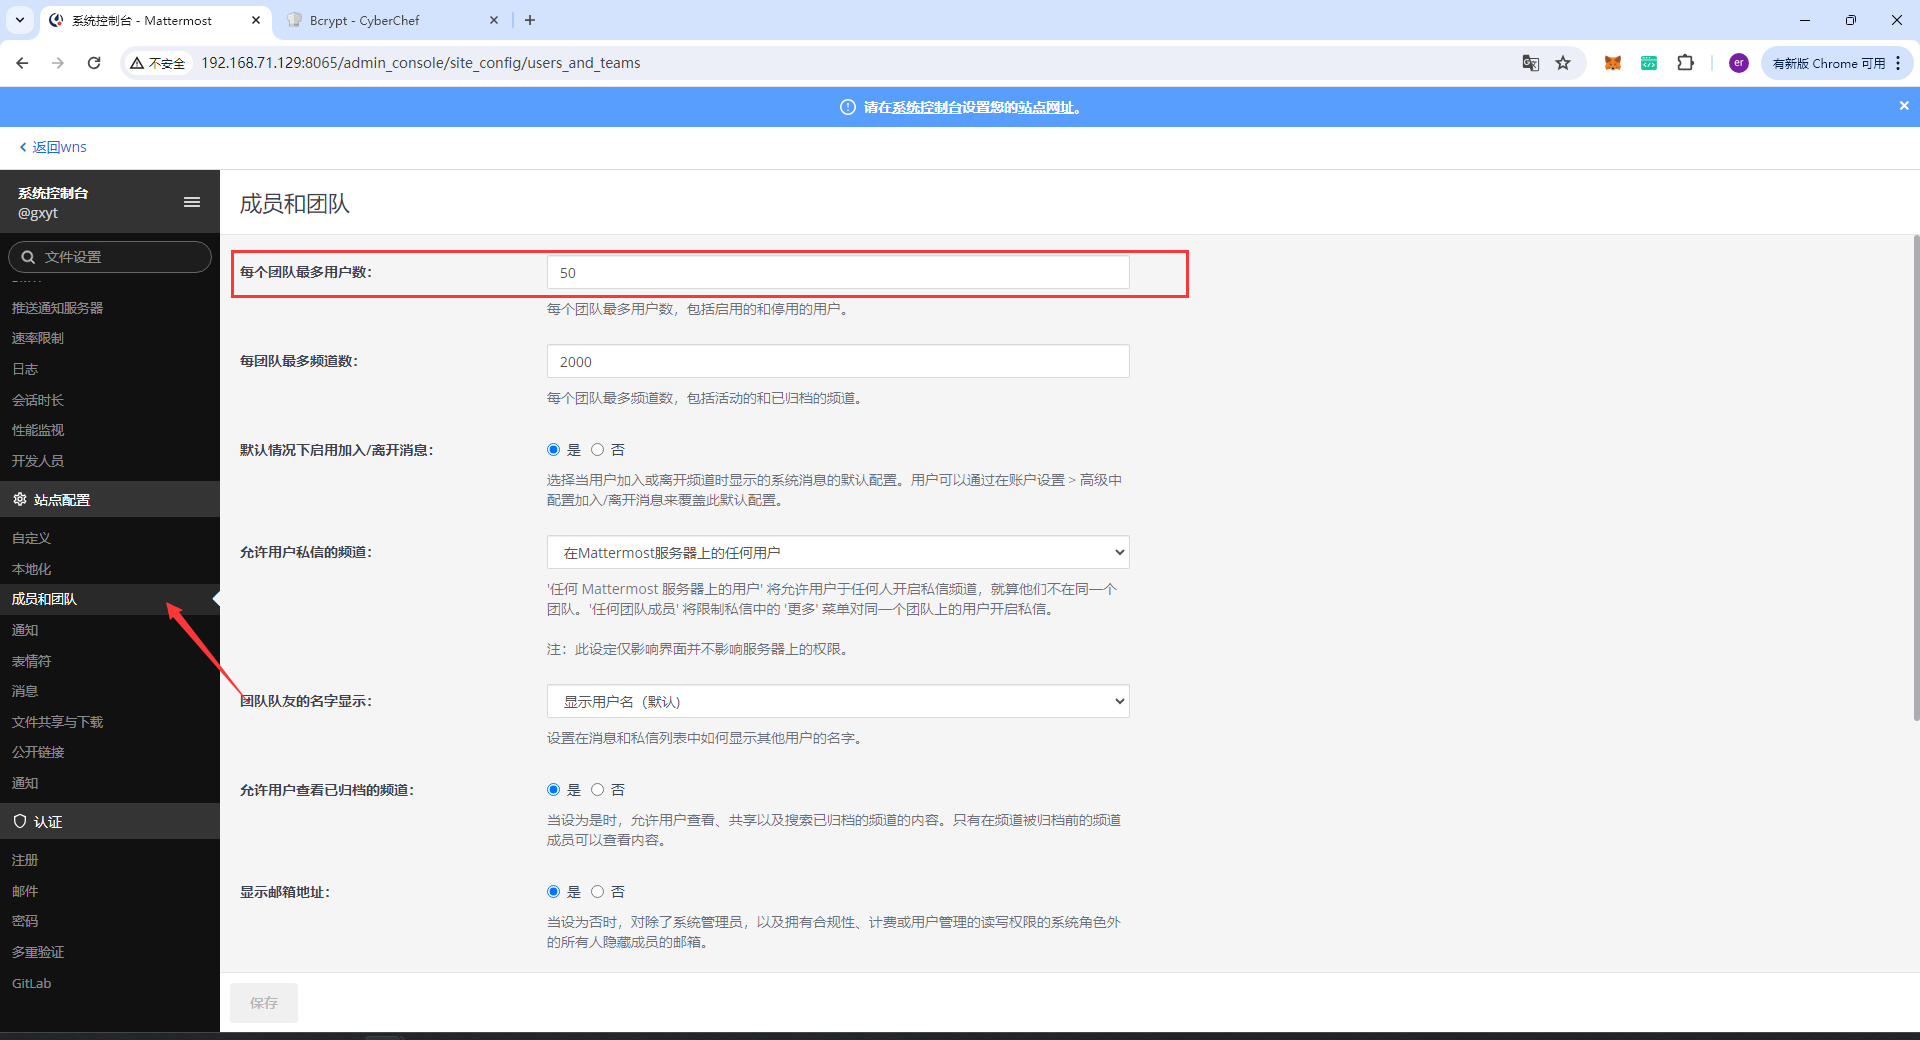 系统控制台 - Mattermost
Bcrypt - CyberChef
不安全
192.168.71.129:8065/admin_console/site_config/users_and_teams
er
有新版 Chrome 可用
请在系统控制台设置您的站点网址。
返回wns
系统控制台
@gxyt
文件设置
推送通知服务器
速率限制
日志
会话时长
性能监视
开发人员
站点配置
自定义
本地化
成员和团队
通知
表情符
消息
文件共享与下载
公开链接
通知
认证
注册
邮件
密码
多重验证
GitLab
成员和团队
每个团队最多用户数：
50
每个团队最多用户数，包括启用的和停用的用户。
每团队最多频道数：
2000
每个团队最多频道数，包括活动的和已归档的频道。
默认情况下启用加入/离开消息：
是 否
选择当用户加入或离开频道时显示的系统消息的默认配置。用户可以通过在账户设置 > 高级中
配置加入/离开消息来覆盖此默认配置。
允许用户私信的频道：
在Mattermost服务器上的任何用户
'任何 Mattermost 服务器上的用户' 将允许用户于任何人开启私信频道，就算他们不在同一个
团队。'任何团队成员' 将限制私信中的 '更多' 菜单对同一个团队上的用户开启私信。
注：此设定仅影响界面并不影响服务器上的权限。
团队队友的名字显示：
显示用户名（默认）
设置在消息和私信列表中如何显示其他用户的名字。
允许用户查看已归档的频道：
是 否
当设为是时，允许用户查看、共享以及搜索已归档的频道的内容。只有在频道被归档前的频道
成员可以查看内容。
显示邮箱地址：
是 否
当设为否时，对除了系统管理员，以及拥有合规性、计费或用户管理的读写权限的系统角色外
的所有人隐藏成员的邮箱。
保存